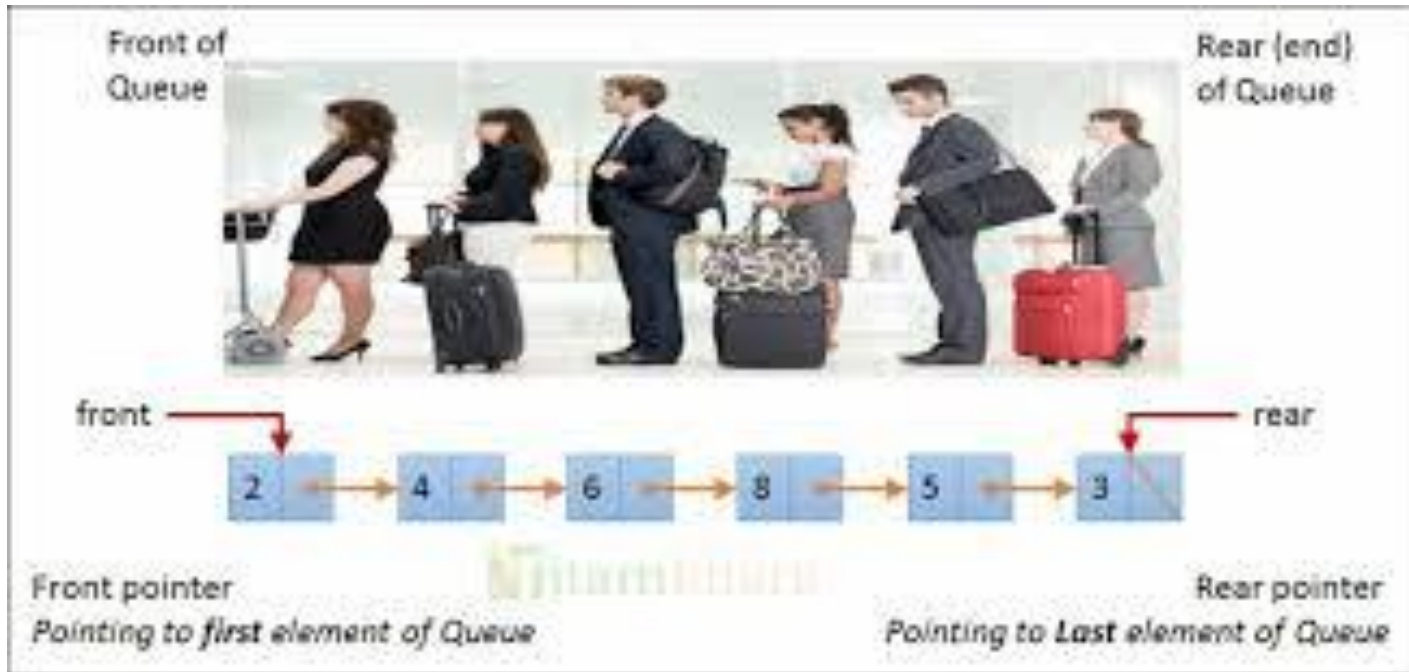 Front of
Queue
Rear (end)
of Queue
front
rear
2
4
6
8
5
3
Front pointer
Pointing to first element of Queue
Rear pointer
Pointing to Last element of Queue